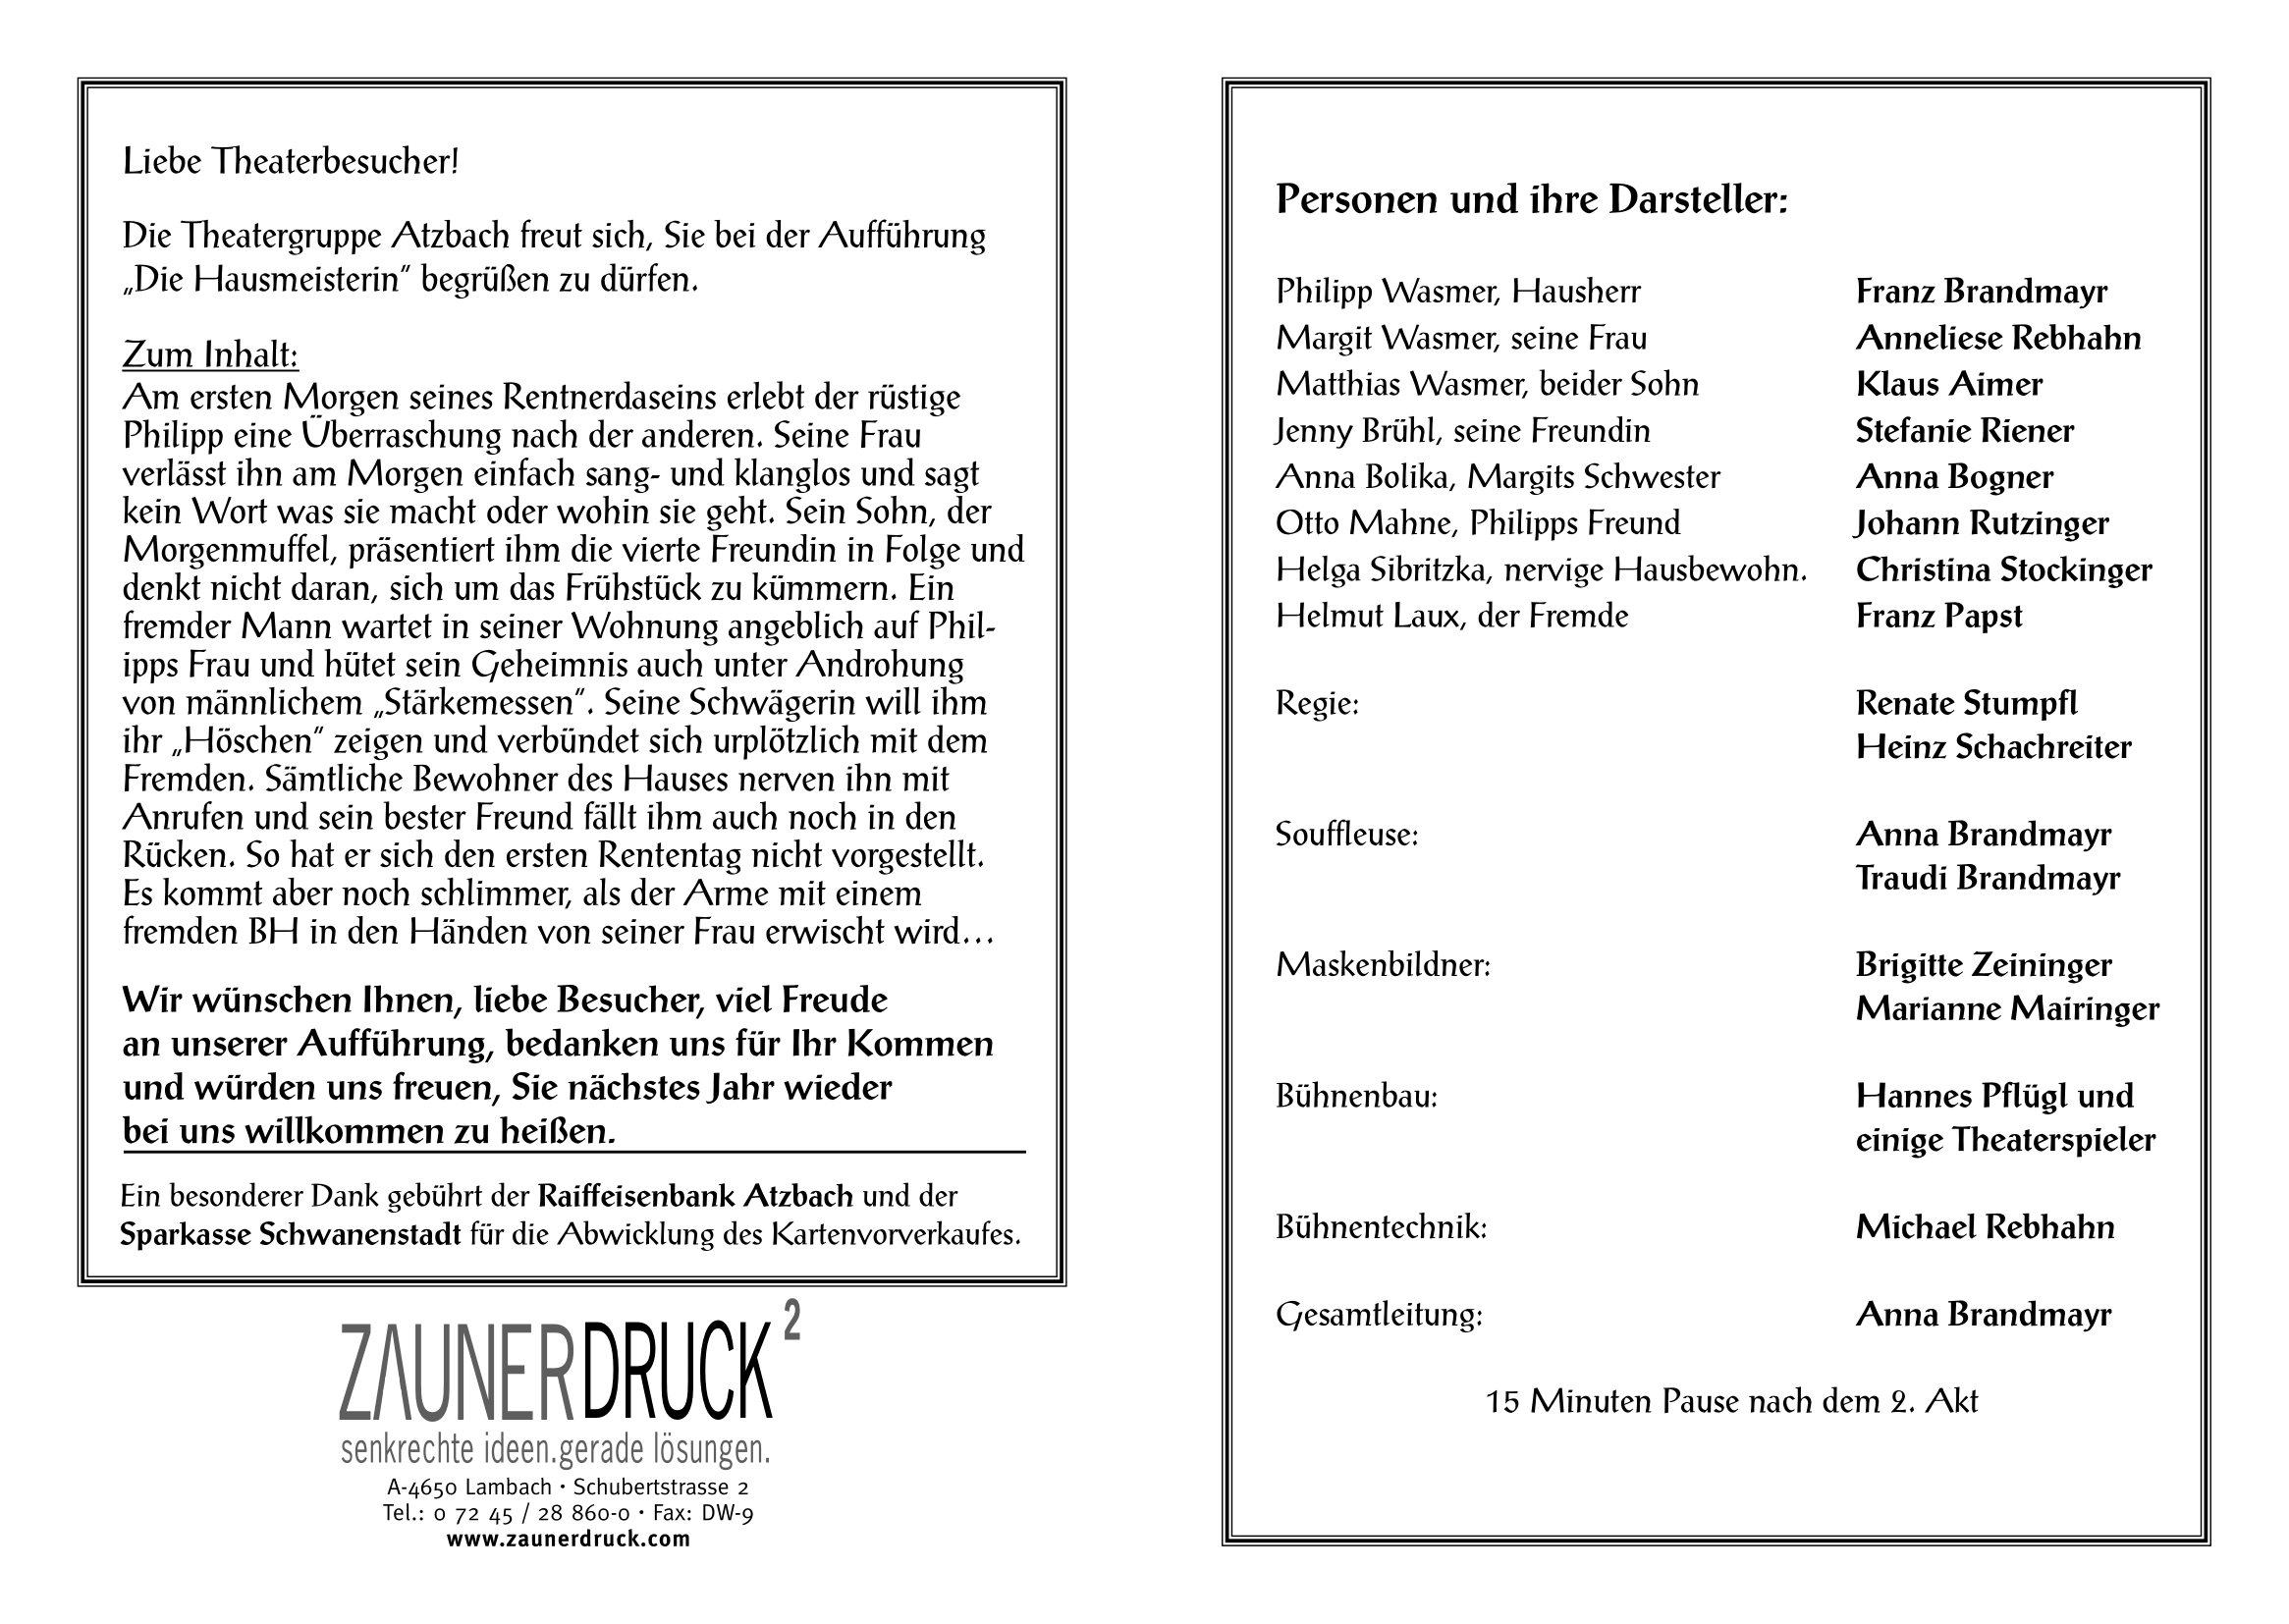 Liebe Theaterbesucher!
Die Theatergruppe Atzbach freut sich, Sie bei der Aufführung
„Die Hausmeisterin“ begrüßen zu dürfen.
Zum Inhalt:
Am ersten Morgen seines Rentnerdaseins erlebt der rüstige
Philipp eine Überraschung nach der anderen. Seine Frau
verlässt ihn am Morgen einfach sang- und klanglos und sagt
kein Wort was sie macht oder wohin sie geht. Sein Sohn, der
Morgenmuffel, präsentiert ihm die vierte Freundin in Folge und
denkt nicht daran, sich um das Frühstück zu kümmern. Ein
fremder Mann wartet in seiner Wohnung angeblich auf Phil-
ipps Frau und hütet sein Geheimnis auch unter Androhung
von männlichem „Stärkemessen“. Seine Schwägerin will ihm
ihr „Höschen“ zeigen und verbündet sich urplötzlich mit dem
Fremden. Sämtliche Bewohner des Hauses nerven ihn mit
Anrufen und sein bester Freund fällt ihm auch noch in den
Rücken. So hat er sich den ersten Rententag nicht vorgestellt.
Es kommt aber noch schlimmer, als der Arme mit einem
fremden BH in den Händen von seiner Frau erwischt wird…
Wir wünschen Ihnen, liebe Besucher, viel Freude
an unserer Aufführung, bedanken uns für Ihr Kommen
und würden uns freuen, Sie nächstes Jahr wieder
bei uns willkommen zu heißen.
Ein besonderer Dank gebührt der Raiffeisenbank Atzbach und der
Sparkasse Schwanenstadt für die Abwicklung des Kartenvorverkaufes.
ZAUNERDRUCK²
senkrechte ideen.gerade lösungen.
A-4650 Lambach • Schubertstrasse 2
Tel.: 0 72 45 / 28 860-0 • Fax: DW-9
www.zaunerdruck.com
Personen und ihre Darsteller:
Philipp Wasmer, Hausherr Franz Brandmayr
Margit Wasmer, seine Frau Anneliese Rebhahn
Matthias Wasmer, beider Sohn Klaus Aimer
Jenny Brühl, seine Freundin Stefanie Riener
Anna Bolika, Margits Schwester Anna Bogner
Otto Mahne, Philipps Freund Johann Rutzinger
Helga Sibritzka, nervige Hausbewohn. Christina Stockinger
Helmut Laux, der Fremde Franz Papst
Regie: Renate Stumpfl
Heinz Schachreiter
Souffleuse: Anna Brandmayr
Traudi Brandmayr
Maskenbildner: Brigitte Zeininger
Marianne Mairinger
Bühnenbau: Hannes Pflügl und
einige Theaterspieler
Bühnentechnik: Michael Rebhahn
Gesamtleitung: Anna Brandmayr
15 Minuten Pause nach dem 2. Akt